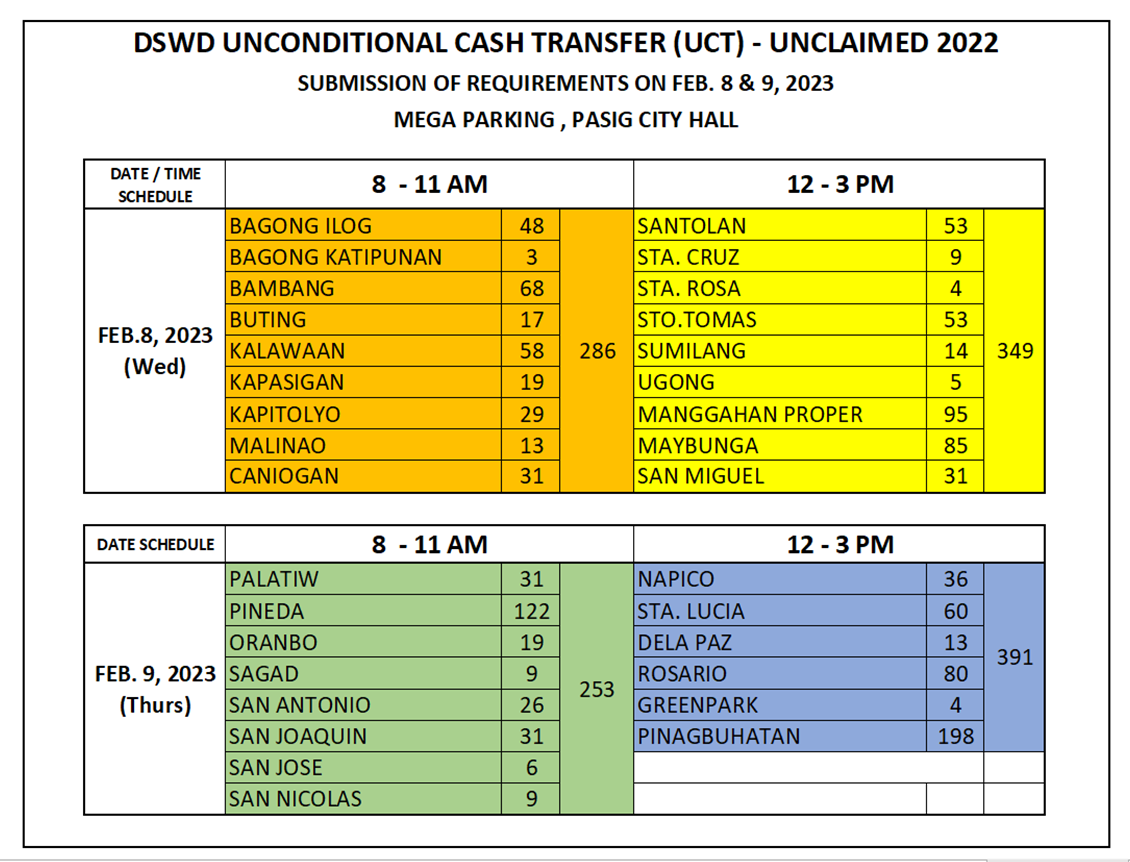 DSWD UNCONDITIONAL CASH TRANSFER (UCT) - UNCLAIMED 2022
SUBMISSION OF REQUIREMENTS ON FEB. 8 & 9, 2023
MEGA PARKING , PASIG CITY HALL
DATE / TIME
SCHEDULE
8 - 11 AM
12 - 3 PM
FEB.8, 2023
(Wed)
BAGONG ILOG 48
BAGONG KATIPUNAN 3
BAMBANG 68
BUTING 17
KALAWAAN 58
KAPASIGAN 19
KAPITOLYO 29
MALINAO 13
CANIOGAN 31
286
SANTOLAN 53
STA. CRUZ 9
STA. ROSA 4
STO.TOMAS 53
SUMILANG 14
UGONG 5
MANGGAHAN PROPER 95
MAYBUNGA 85
SAN MIGUEL 31
349
DATE SCHEDULE
8 - 11 AM
12 - 3 PM
FEB. 9, 2023
(Thurs)
PALATIW 31
PINEDA 122
ORANBO 19
SAGAD 9
SAN ANTONIO 26
SAN JOAQUIN 31
SAN JOSE 6
SAN NICOLAS 9
253
NAPICO 36
STA. LUCIA 60
DELA PAZ 13
ROSARIO 80
GREENPARK 4
PINAGBUHATAN 198
391